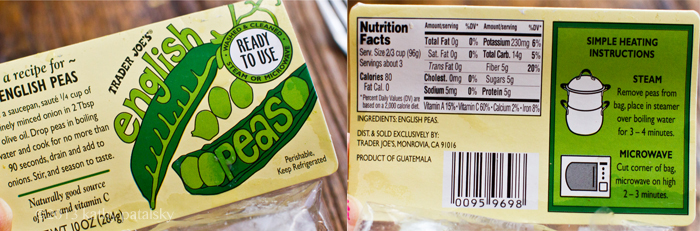 a recipe for ~
ENGLISH PEAS
a saucepan, sauté ¼ cup of
finely minced onion in 2 Tbsp
olive oil. Drop peas in boiling
water and cook for no more than
90 seconds, drain and add to
onions. Stir, and season to taste.
Naturally good source
of fiber and vitamin C
WT. 10 OZ (284g)
TRADER JOE'S
english
peas
WASHED & CLEANED
READY
TO USE
STEAM OR MICROWAVE
Perishable,
Keep Refrigerated
Nutrition
Facts
Serv. Size 2/3 cup (96g)
Servings about 3
Calories 80
Fat Cal. 0
*Percent Daily Values (DV) are
based on a 2,000 calorie diet.
Amount/serving %DV* Amount/serving %DV*
Total Fat 0g 0% Potassium 230mg 6%
Sat. Fat 0g 0% Total Carb. 14g 5%
Trans Fat 0g Fiber 5g 20%
Cholest. 0mg 0% Sugars 5g
Sodium 5mg 0% Protein 5g
Vitamin A 15% • Vitamin C 60% • Calcium 2% • Iron 8%
INGREDIENTS: ENGLISH PEAS.
DIST. & SOLD EXCLUSIVELY BY:
TRADER JOE'S, MONROVIA, CA 91016
PRODUCT OF GUATEMALA
0095 9698
SIMPLE HEATING
INSTRUCTIONS
STEAM
Remove peas from
bag, place in steamer
over boiling water
for 3 – 4 minutes.
MICROWAVE
Cut corner of bag,
microwave on high
2 – 3 minutes.